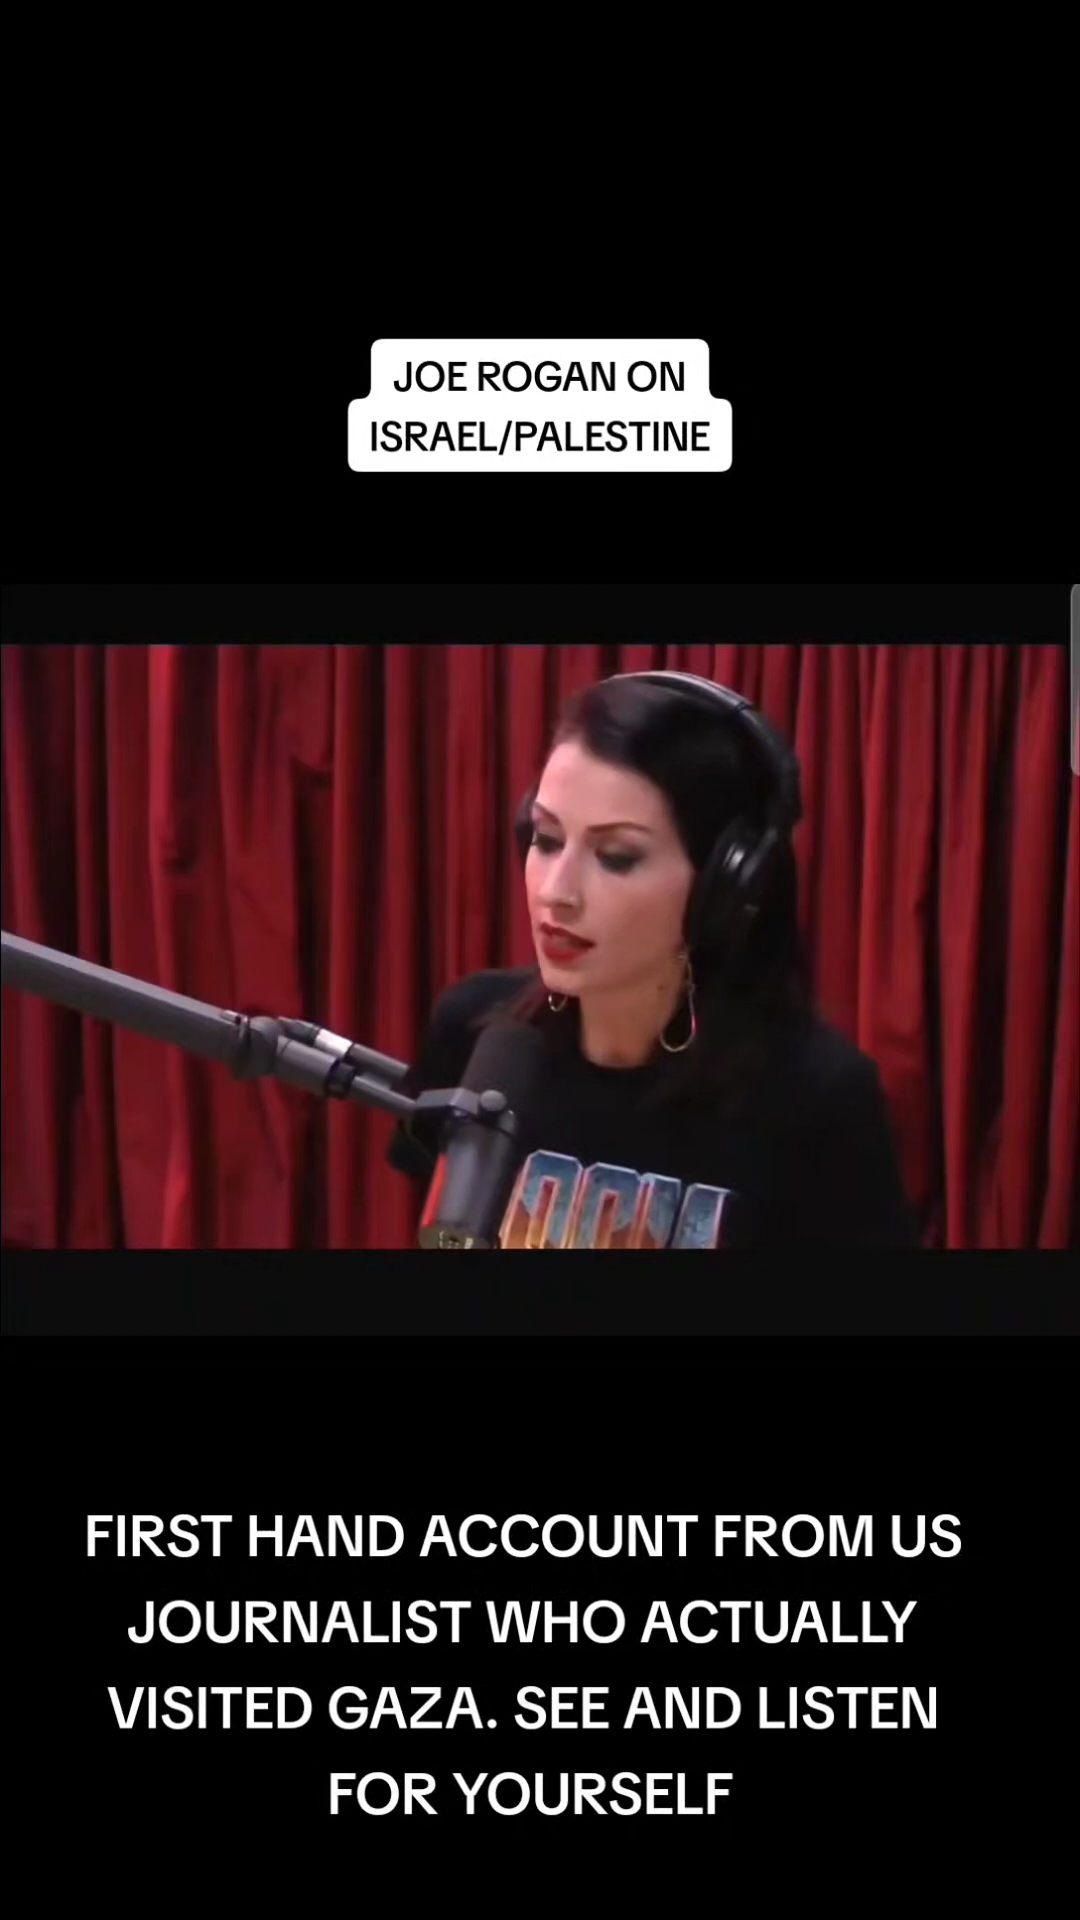 JOE ROGAN ON
ISRAEL/PALESTINE
FIRST HAND ACCOUNT FROM US
JOURNALIST WHO ACTUALLY
VISITED GAZA. SEE AND LISTEN
FOR YOURSELF